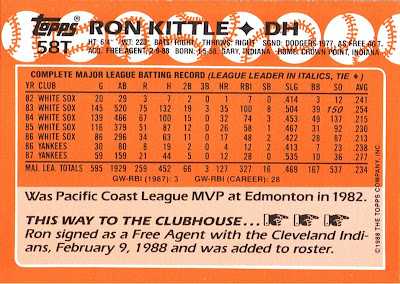 Topps
58T
RON KITTLE ♦ DH
HT: 6'4" WT: 220 BATS: RIGHT THROWS: RIGHT SGND: DODGERS 1977, AS FREE AGT.
ACQ: FREE AGENT, 2-9-88 BORN: 1-5-58, GARY, INDIANA HOME: CROWN POINT, INDIANA
COMPLETE MAJOR LEAGUE BATTING RECORD (LEAGUE LEADER IN ITALICS, TIE ♦)
YR CLUB G AB R H 2B 3B HR RBI SB SLG BB SO AVG
82 WHITE SOX 20 29 3 7 2 0 1 7 0 .414 3 12 .241
83 WHITE SOX 145 520 75 132 19 3 35 100 8 .504 39 150 .254
84 WHITE SOX 139 466 67 100 15 0 32 74 3 .453 49 137 .215
85 WHITE SOX 116 379 51 87 12 0 26 58 1 .467 31 92 .230
86 WHITE SOX 86 296 34 63 11 0 17 48 2 .422 28 87 .213
86 YANKEES 30 80 8 19 2 0 4 12 2 .413 7 23 .238
87 YANKEES 59 159 21 44 5 0 12 28 0 .535 10 36 .277
MAJ. LEA. TOTALS 595 1929 259 452 66 3 127 327 16 .469 167 537 .234
GW-RBI (1987): 3 GW-RBI (CAREER): 28
Was Pacific Coast League MVP at Edmonton in 1982.
THIS WAY TO THE CLUBHOUSE...
Ron signed as a Free Agent with the Cleveland Indi-
ans, February 9, 1988 and was added to roster.
©1988 THE TOPPS COMPANY, INC.